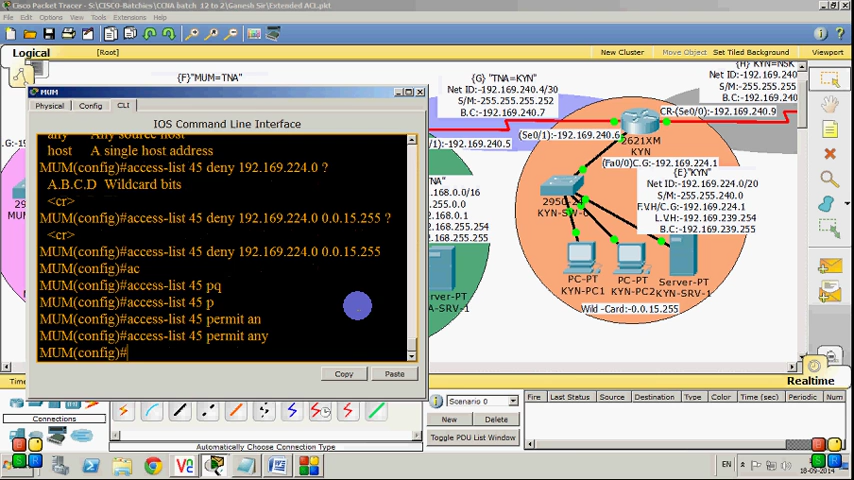 Cisco Packet Tracer - S:\CISCO-Batchies\CCNA batch 12 to 2\Ganesh Sir\Extended ACL.pkt
File Edit Options View Tools Extensions Help
Logical
[Root]
New Cluster
Move Object
Set Tiled Background
Viewport
{F}"MUM=TNA"
{G} "TNA=KYN"
Net ID:-192.169.240.4/30
S/M:-255.255.255.252
B.C:-192.169.240.7
{H} KYN=NSK
Net ID:-192.169.240
S/M:-255.255.255
B.C:-192.169.240
CR-(Se0/0):-192.169.240.9
(Se0/1):-192.169.240.6
192.169.240.5
2621XM
KYN
(Fa0/0)C.G:-192.169.224.1
{E}"KYN"
Net ID:-192.169.224.0/20
S/M:-255.255.240.0
F.V.H/C.G:-192.169.224.1
L.V.H:-192.169.239.254
B.C:-192.169.239.255
2950-24
KYN-SW-0
PC-PT
KYN-PC1
PC-PT
KYN-PC2
Server-PT
KYN-SRV-1
Wild -Card:-0.0.15.255
MUM
Physical Config CLI
IOS Command Line Interface
any Any source host
host A single host address
MUM(config)#access-list 45 deny 192.169.224.0 ?
A.B.C.D Wildcard bits
<cr>
MUM(config)#access-list 45 deny 192.169.224.0 0.0.15.255 ?
<cr>
MUM(config)#access-list 45 deny 192.169.224.0 0.0.15.255
MUM(config)#ac
MUM(config)#access-list 45 pq
MUM(config)#access-list 45 p
MUM(config)#access-list 45 permit an
MUM(config)#access-list 45 permit any
MUM(config)#
Copy
Paste
Realtime
Connections
Automatically Choose Connection Type
Scenario 0
New
Delete
Toggle PDU List Window
Fire Last Status Source Destination Type Color Time(sec) Periodic Num
EN
18-09-2014